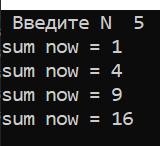 Введите N  5
sum now = 1
sum now = 4
sum now = 9
sum now = 16